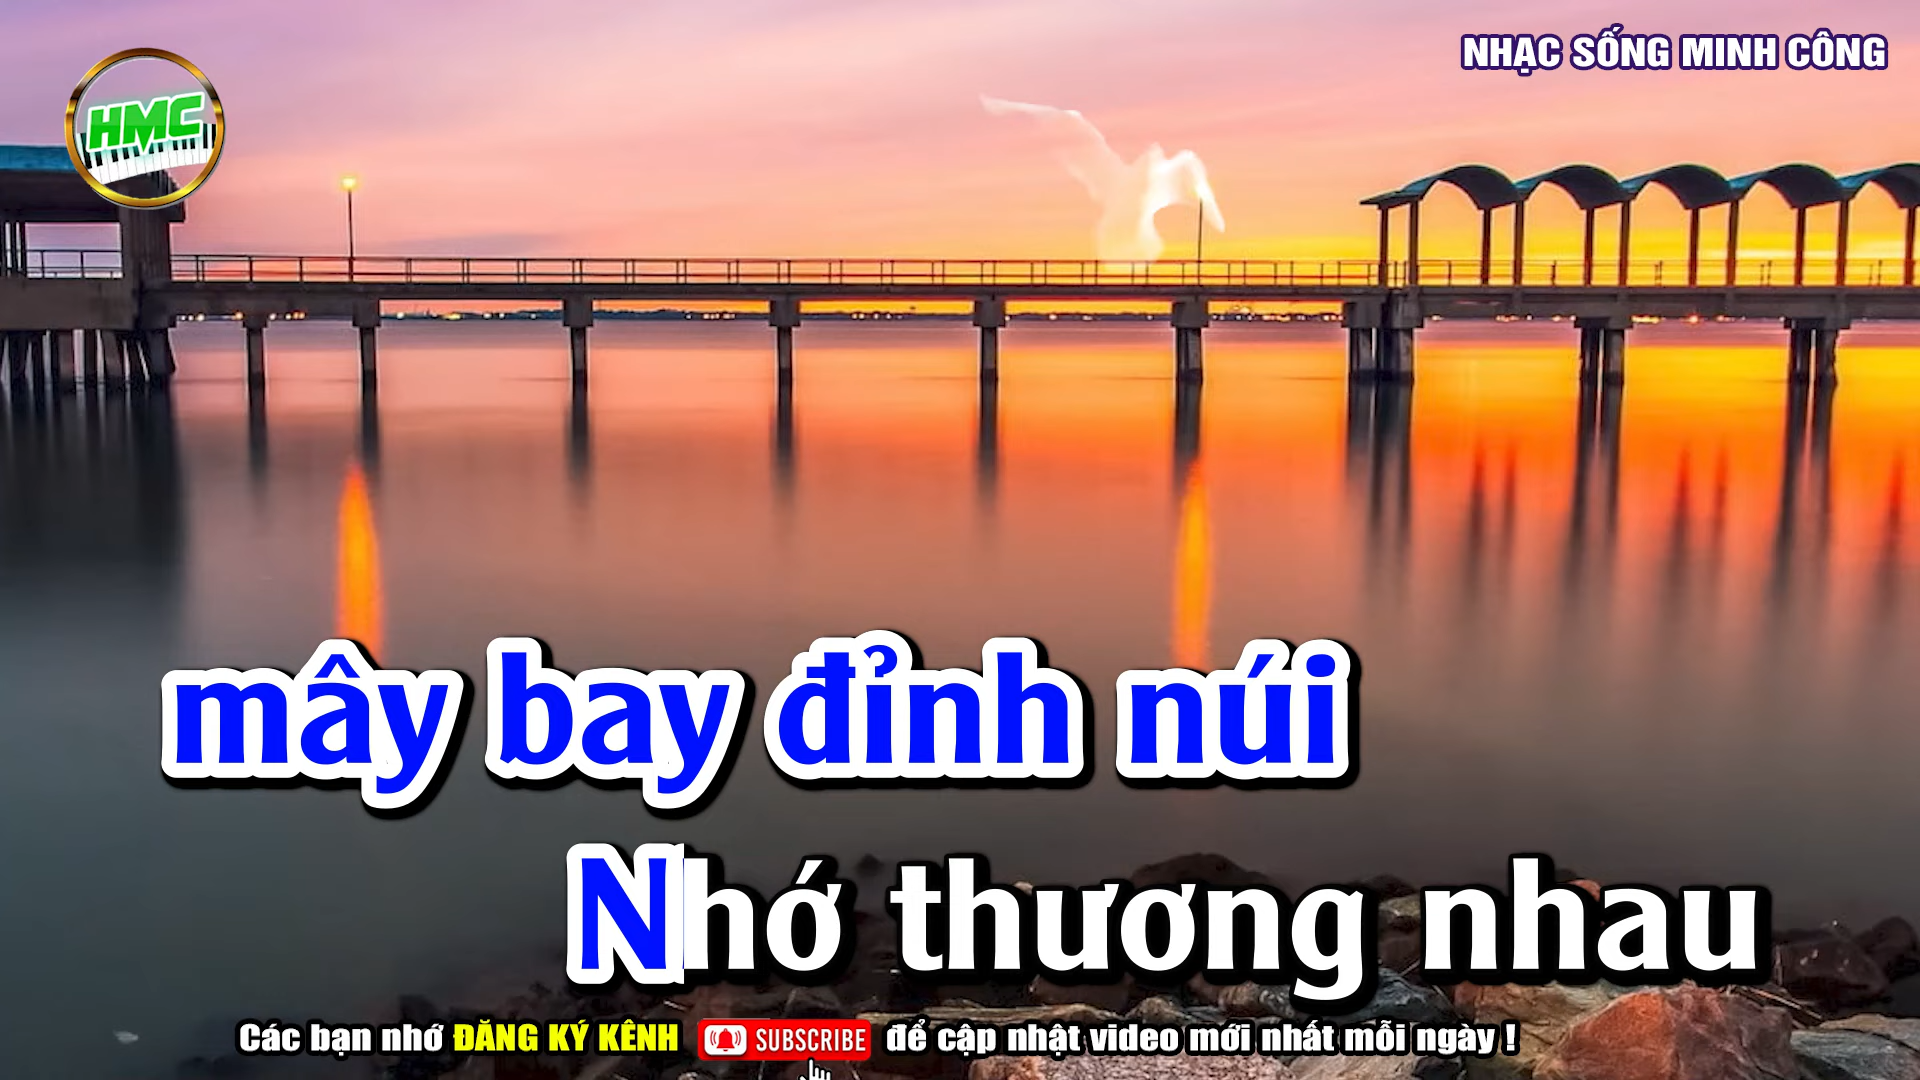 NHẠC SỐNG MINH CÔNG
HMC
mây bay đỉnh núi
Nhớ thương nhau
Các bạn nhớ ĐĂNG KÝ KÊNH SUBSCRIBE để cập nhật video mới nhất mỗi ngày !